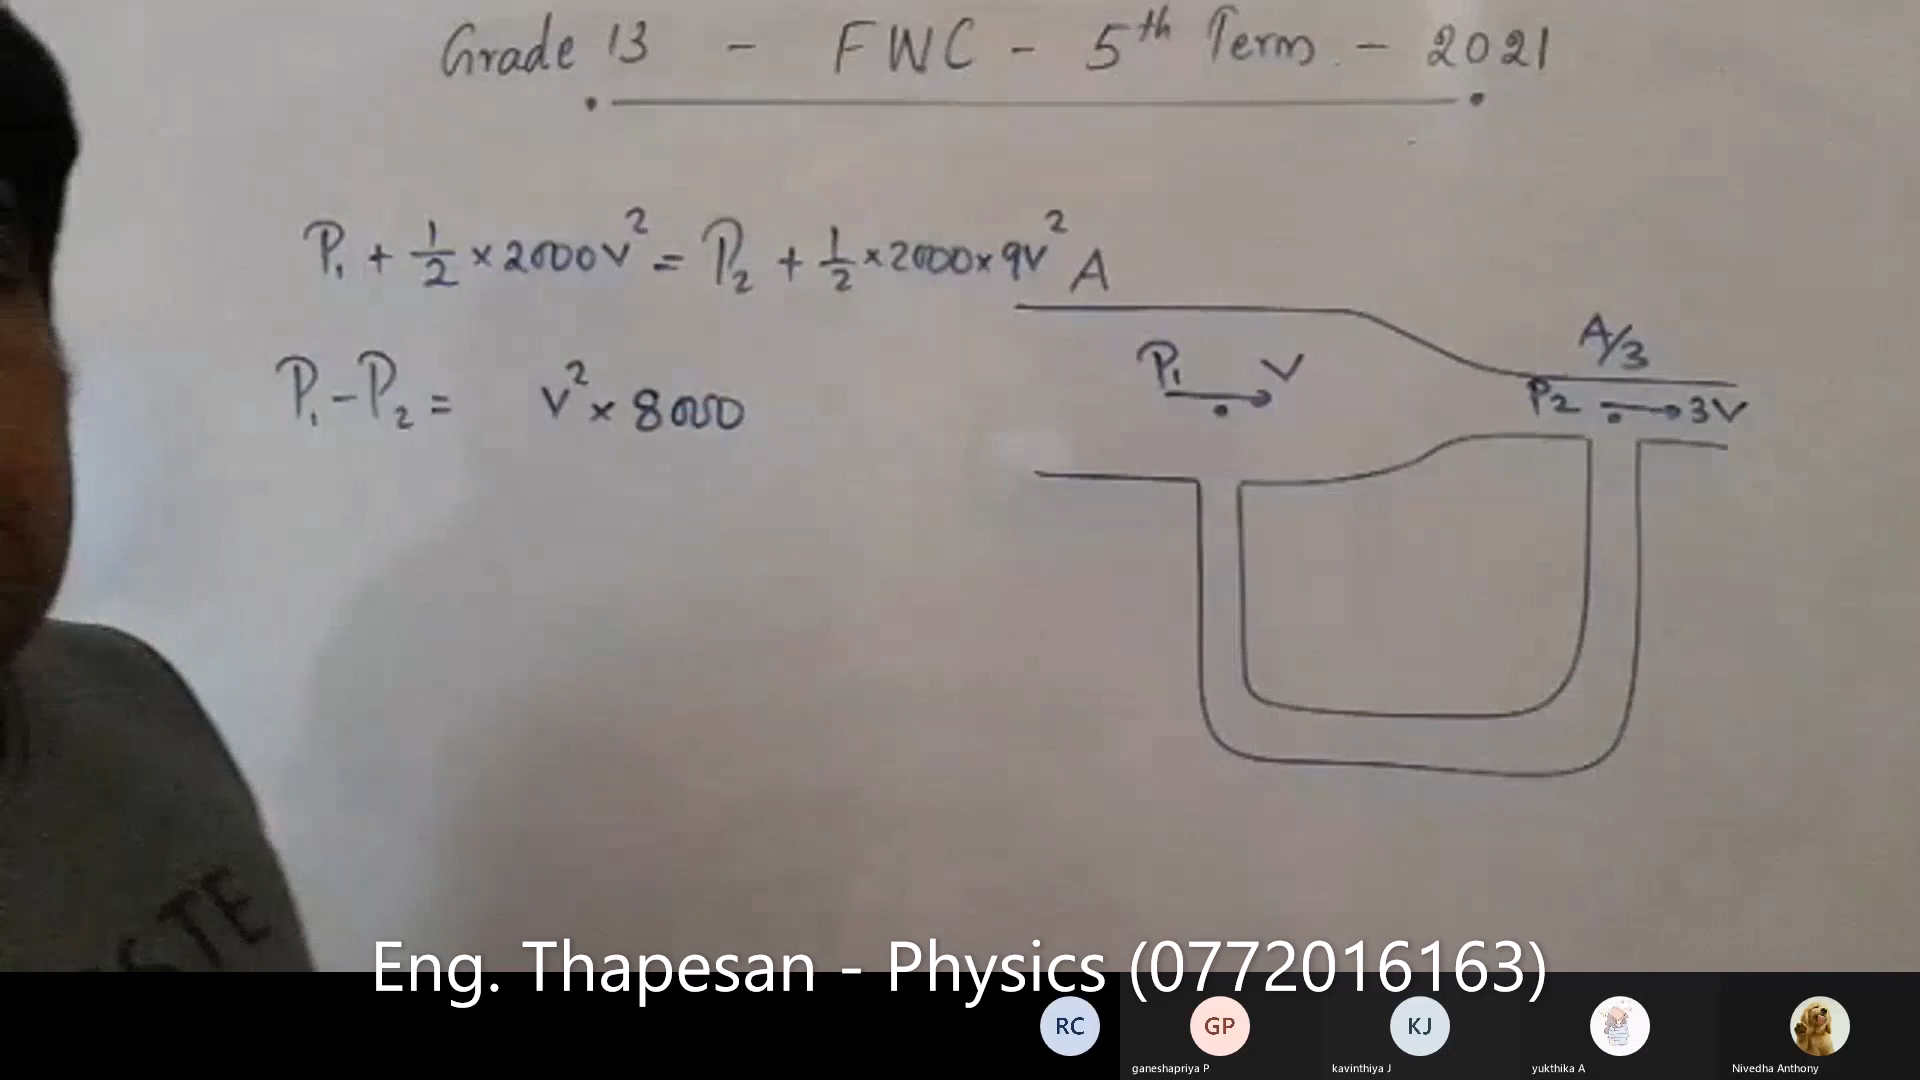 Grade 13 - FWC - 5th Term - 2021
P₁ + 1/2 × 2000v² = P₂ + 1/2 × 2000 × 9v²
A
P₁ - P₂ = v² × 8000
A/3
P₁ V
P₂ 3V
STE
Eng. Thapesan - Physics (0772016163)
RC GP KJ
ganeshapriya P kavinthiya J yukthika A Nivedha Anthony